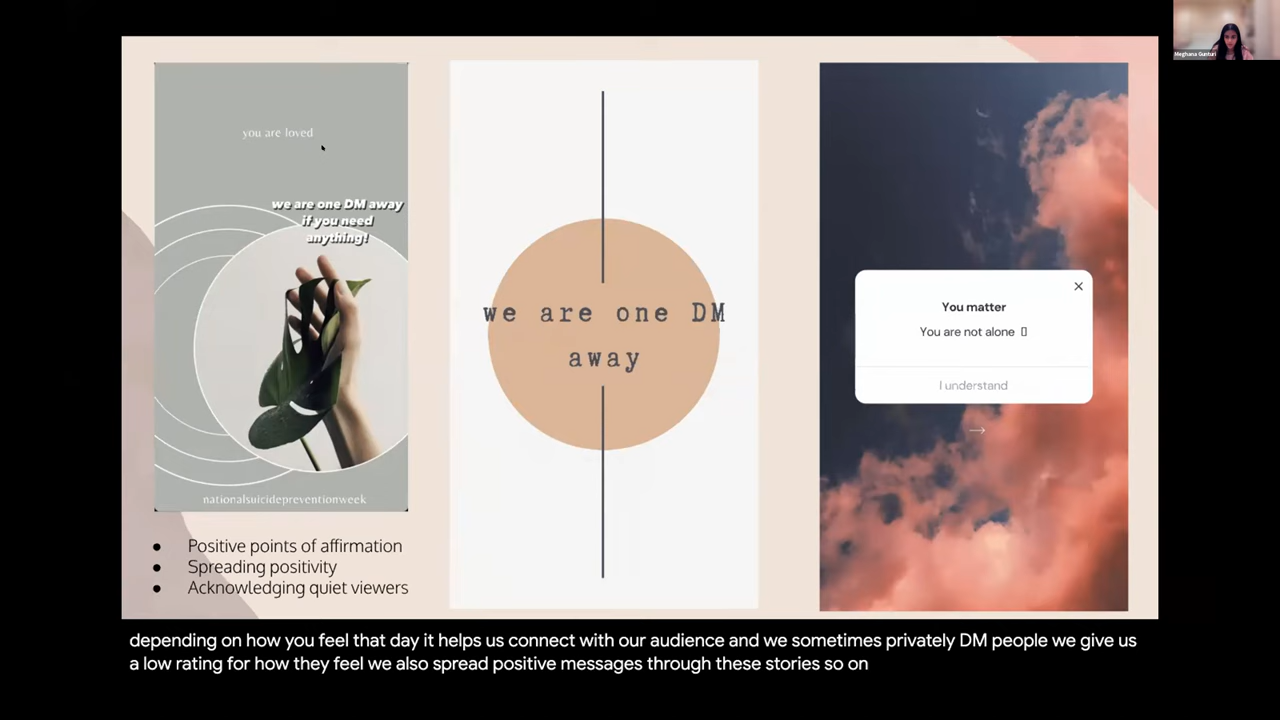 Meghana Gunturi
you are loved
we are one DM away
if you need
anything!
nationalsuicidepreventionweek
● Positive points of affirmation
● Spreading positivity
● Acknowledging quiet viewers
we are one DM
away
You matter
You are not alone ▯
I understand
depending on how you feel that day it helps us connect with our audience and we sometimes privately DM people we give us
a low rating for how they feel we also spread positive messages through these stories so on